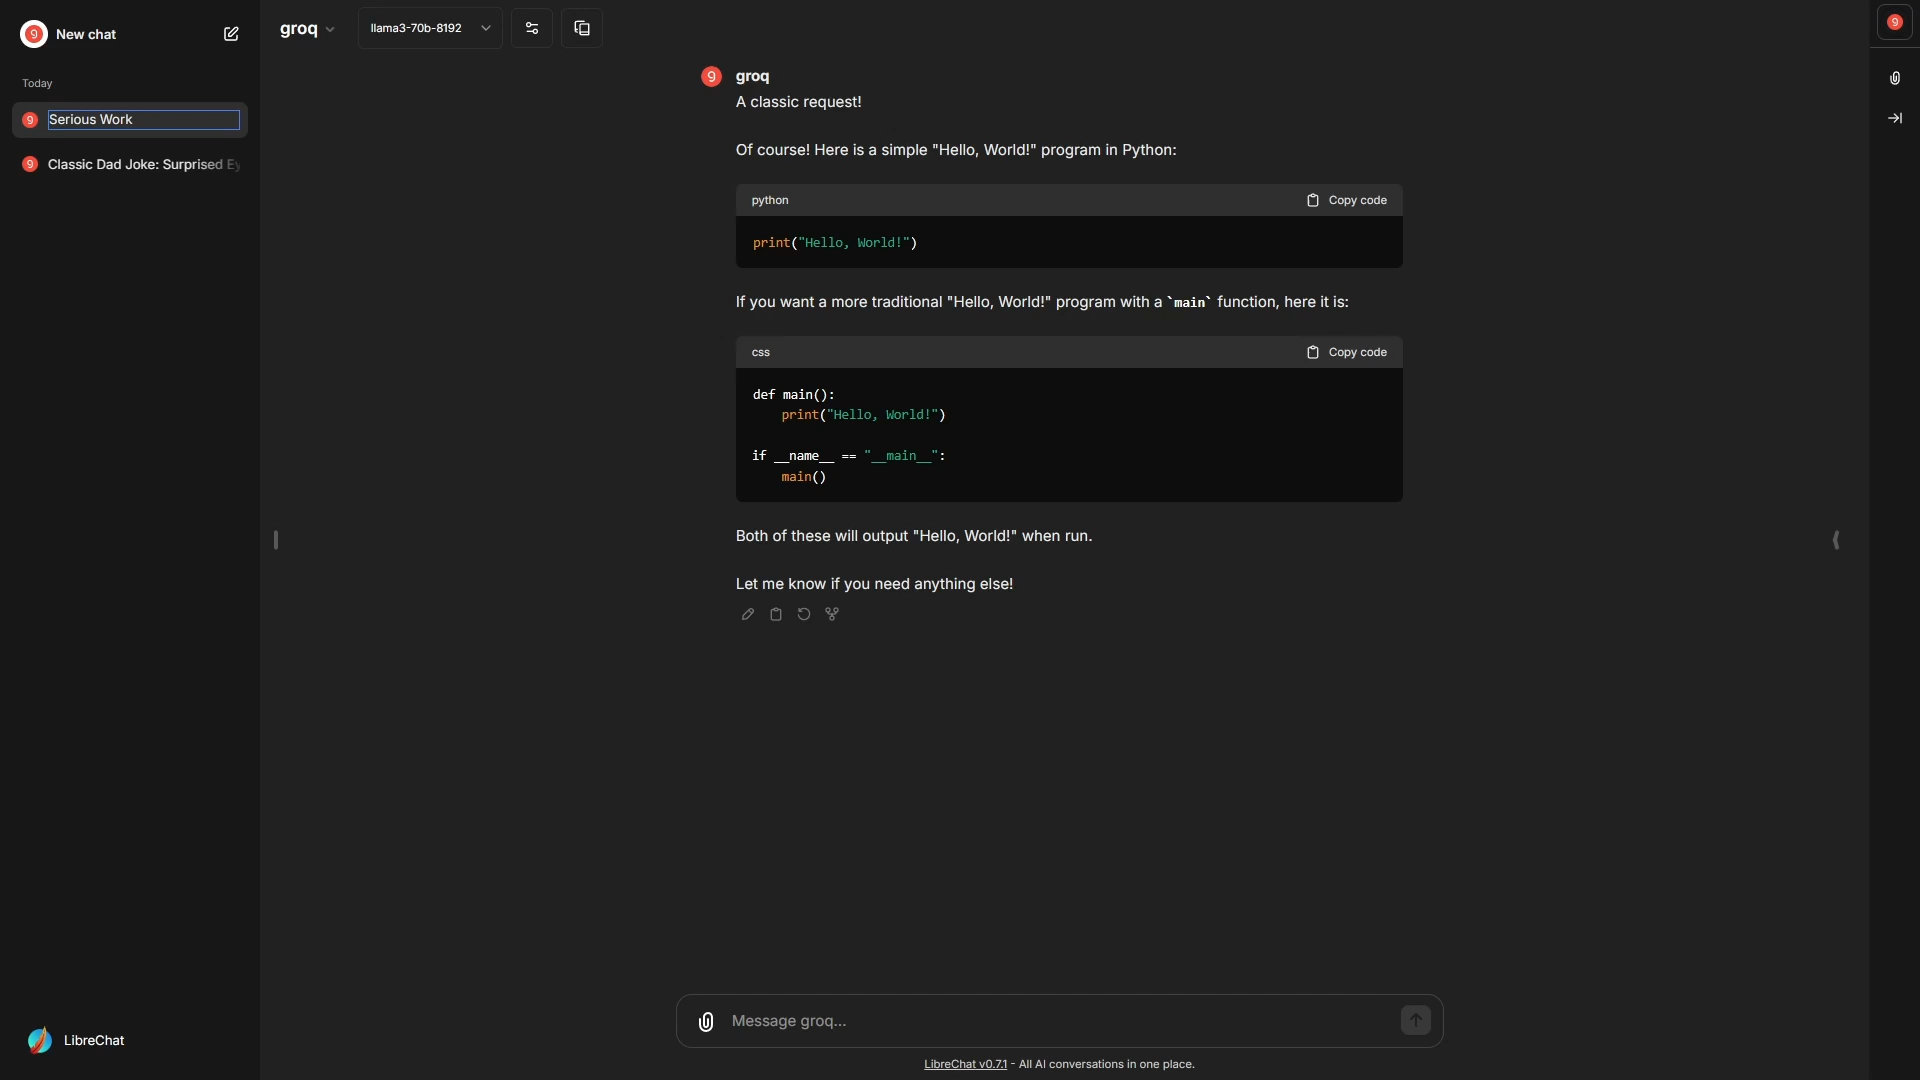 New chat
Today
Serious Work
Classic Dad Joke: Surprised Ey
LibreChat
groq
llama3-70b-8192
groq
A classic request!
Of course! Here is a simple "Hello, World!" program in Python:
python
Copy code
print("Hello, World!")
If you want a more traditional "Hello, World!" program with a `main` function, here it is:
css
Copy code
def main():
    print("Hello, World!")
if __name__ == "__main__":
    main()
Both of these will output "Hello, World!" when run.
Let me know if you need anything else!
Message groq...
LibreChat v0.7.1 - All AI conversations in one place.